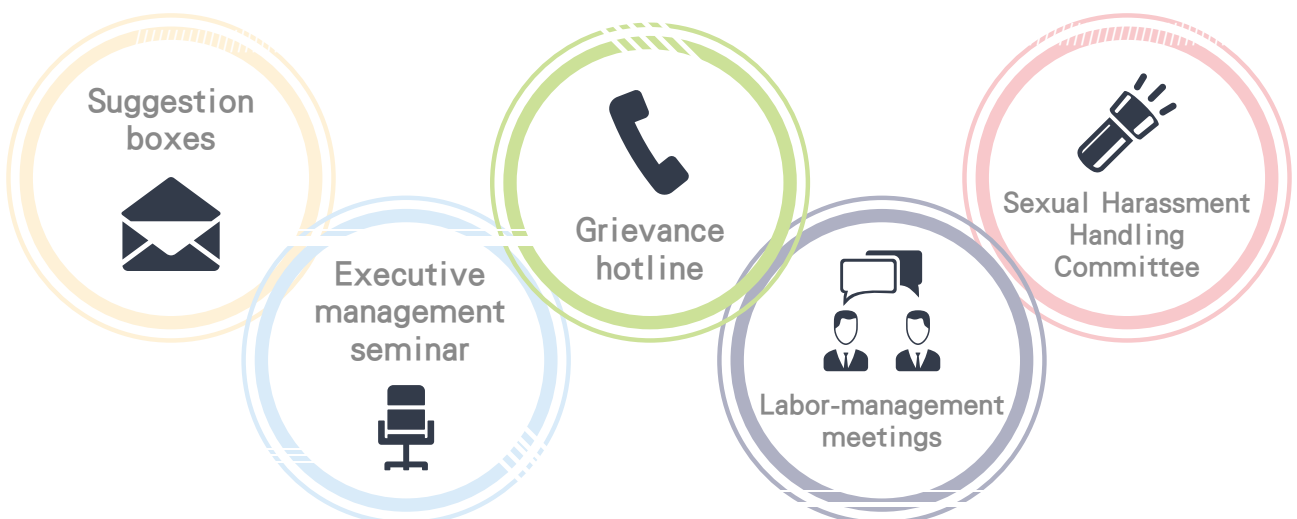 Suggestion
boxes
Executive
management
seminar
Grievance
hotline
Labor-management
meetings
Sexual Harassment
Handling
Committee